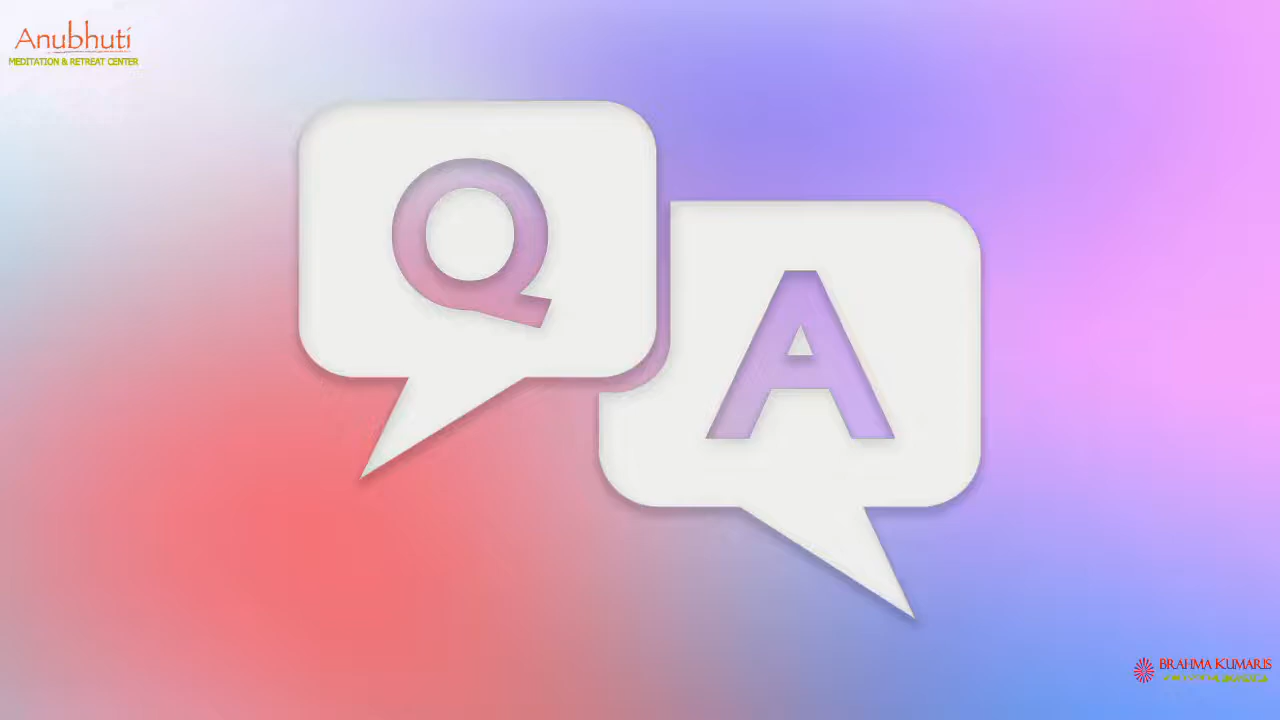 Anubhuti
MEDITATION & RETREAT CENTER
Q
A
BRAHMA KUMARIS